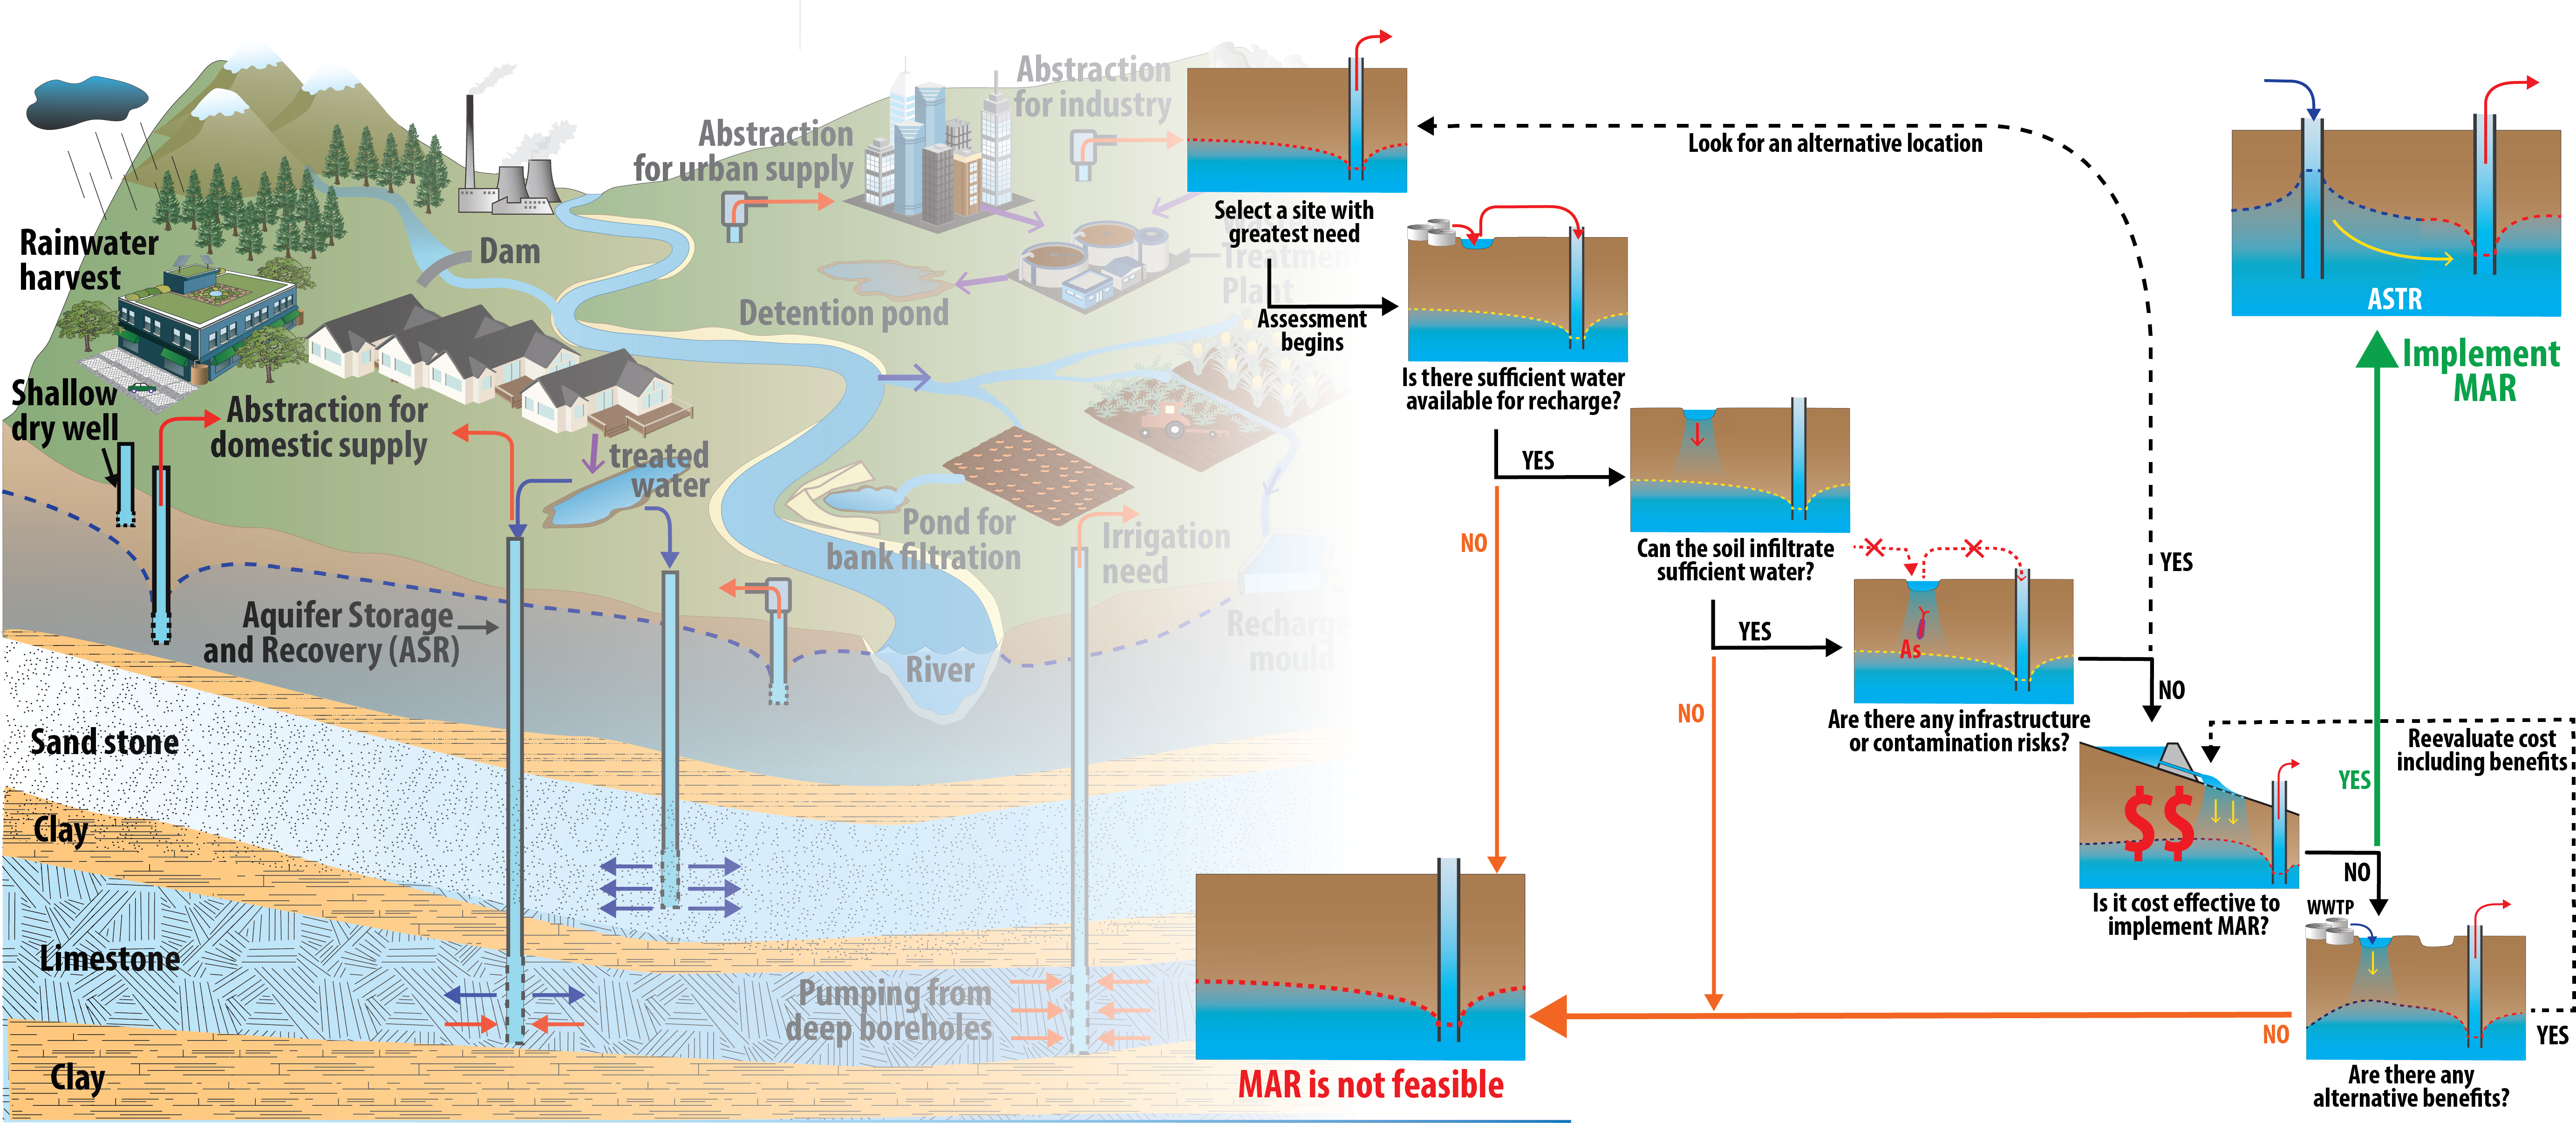 Abstraction
for industry
Abstraction
for urban supply
Rainwater
harvest
Dam
Detention pond
Treatment
Plant
Shallow
dry well
Abstraction for
domestic supply
treated
water
Pond for
bank filtration
Irrigation
need
Aquifer Storage
and Recovery (ASR)
River
Recharge
mould
Sand stone
Clay
Limestone
Pumping from
deep boreholes
Clay
Select a site with
greatest need
Assessment
begins
Look for an alternative location
Is there sufficient water
available for recharge?
YES
NO
Can the soil infiltrate
sufficient water?
YES
NO
As
Are there any infrastructure
or contamination risks?
YES
NO
$$
Is it cost effective to
implement MAR?
YES
NO
Reevaluate cost
including benefits
WWTP
Are there any
alternative benefits?
YES
NO
ASTR
Implement
MAR
MAR is not feasible